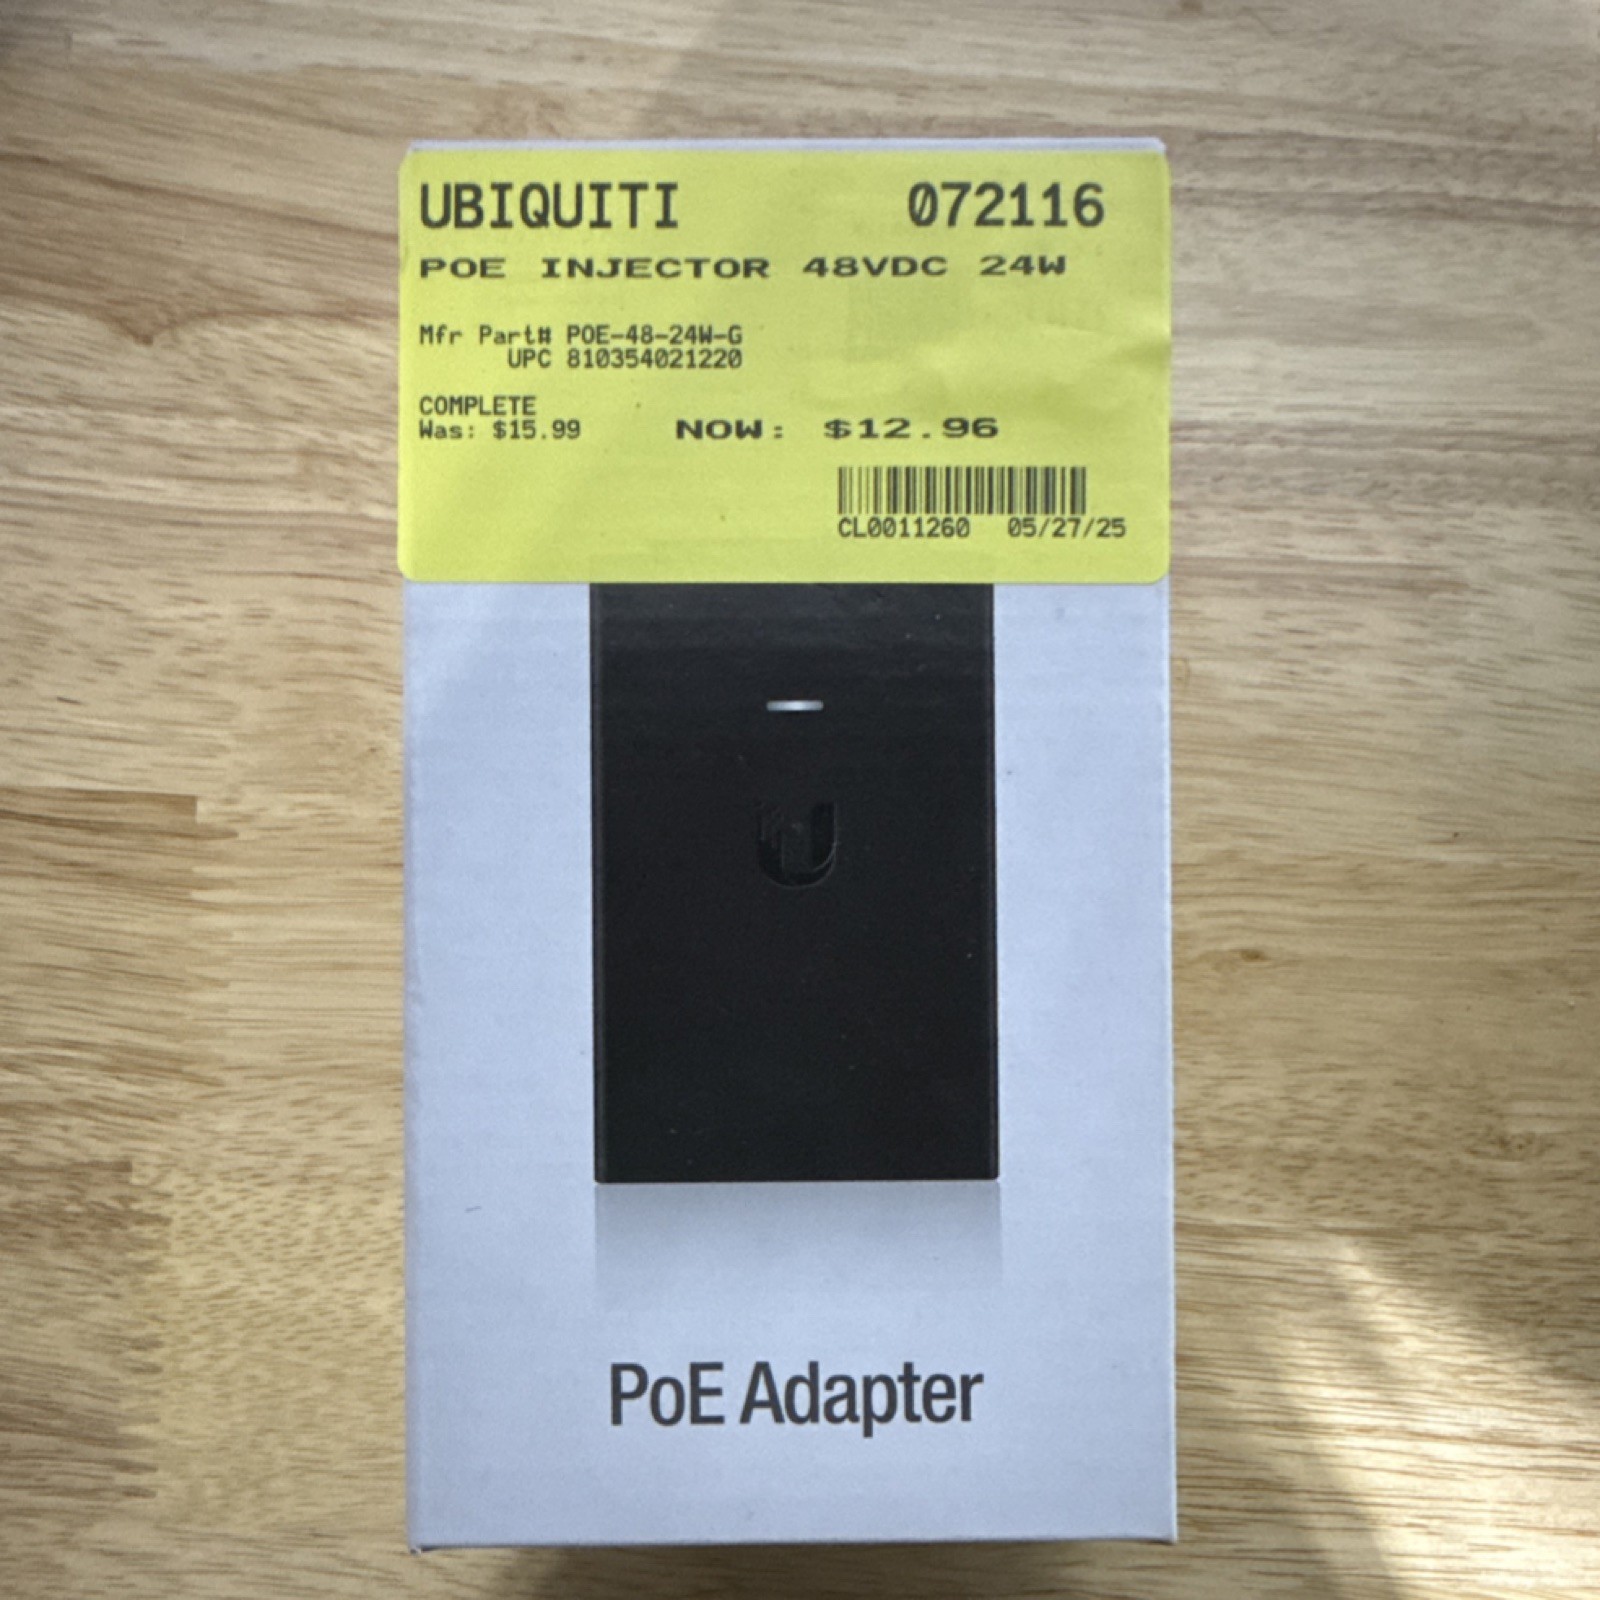 UBIQUITI 072116
POE INJECTOR 48VDC 24W
Mfr Part# POE-48-24W-G
UPC 810354021220
COMPLETE
Was: $15.99 NOW: $12.96
CL0011260 05/27/25
U
PoE Adapter